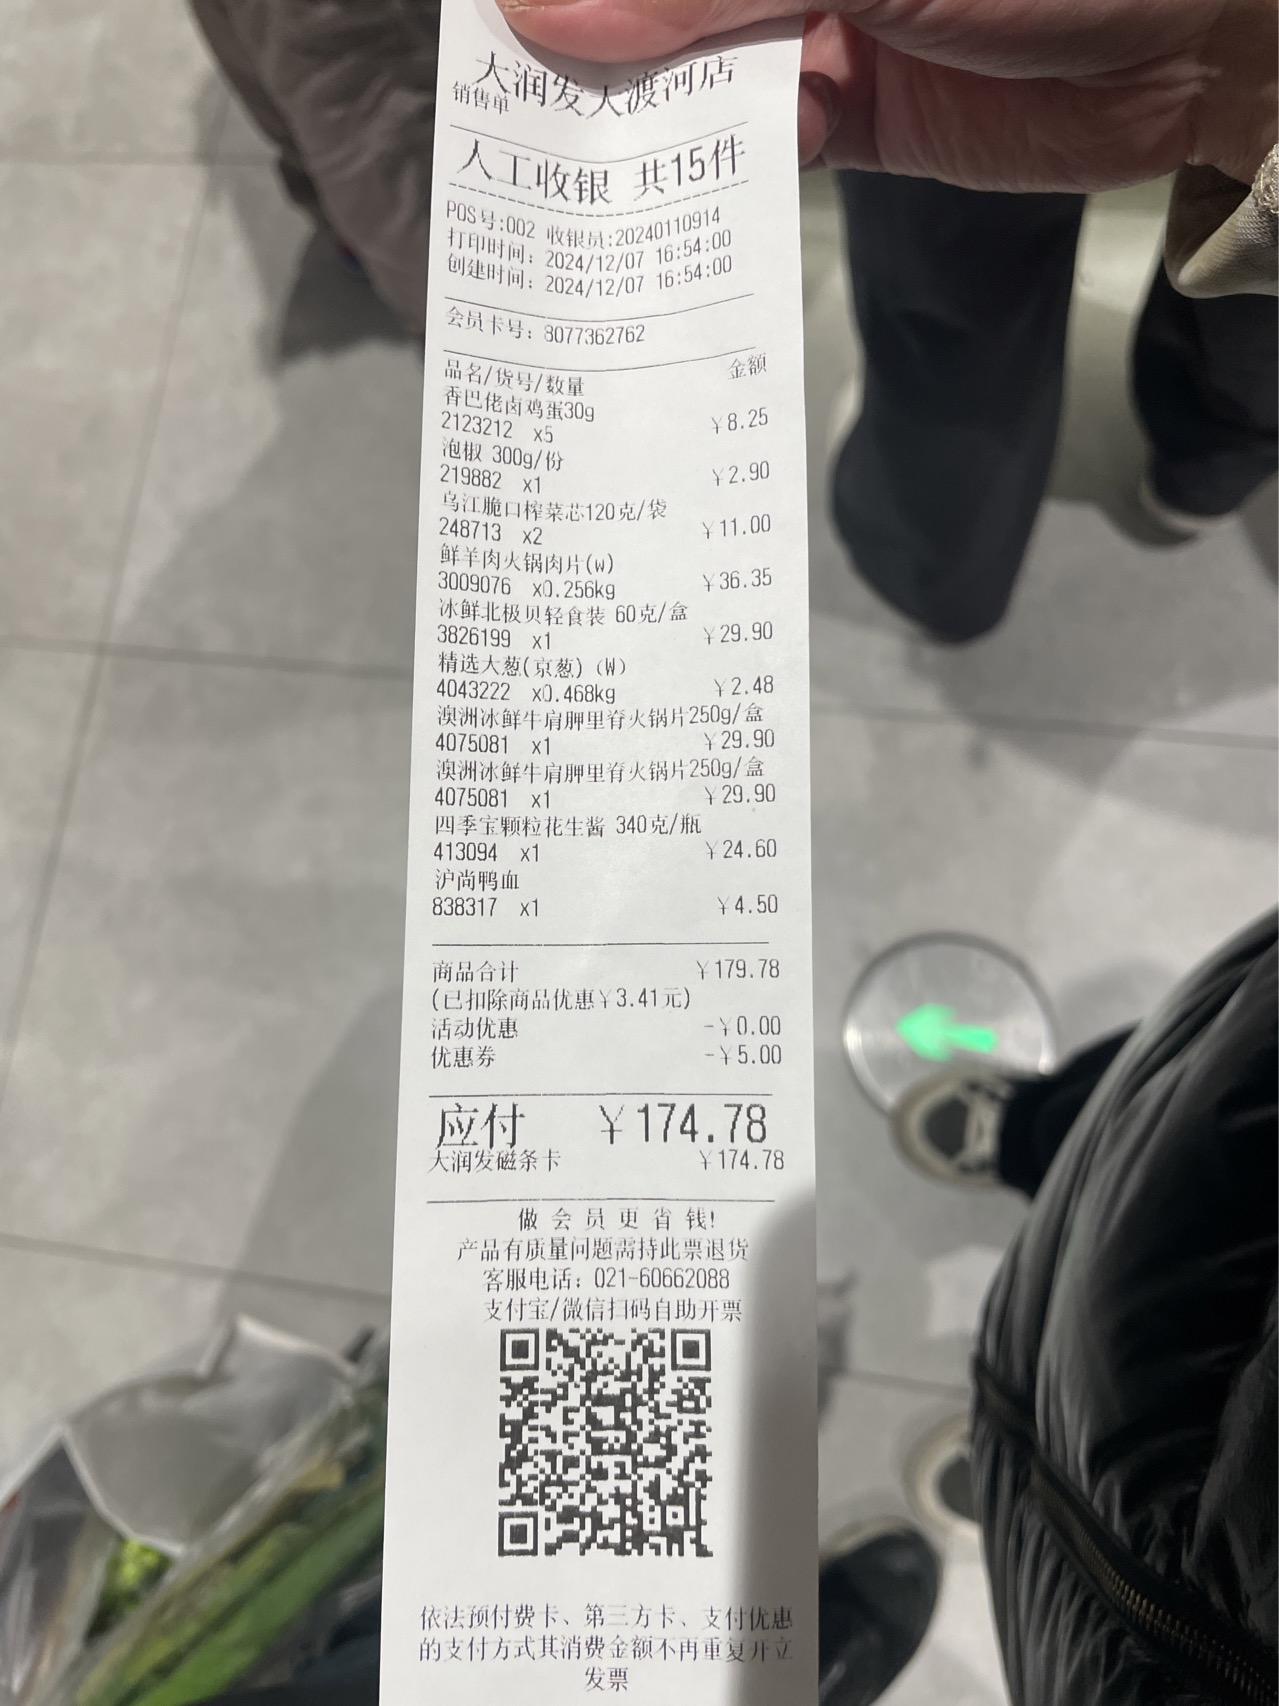 大润发大渡河店
销售单
人工收银 共15件
POS号:002 收银员:20240110914
打印时间: 2024/12/07 16:54:00
创建时间: 2024/12/07 16:54:00
会员卡号: 8077362762
品名/货号/数量 金额
香巴佬卤鸡蛋30g
2123212 x5 ¥8.25
泡椒 300g/份
219882 x1 ¥2.90
乌江脆口榨菜芯120克/袋
248713 x2 ¥11.00
鲜羊肉火锅肉片(w)
3009076 x0.256kg ¥36.35
冰鲜北极贝轻食装 60克/盒
3826199 x1 ¥29.90
精选大葱(京葱)（W）
4043222 x0.468kg ¥2.48
澳洲冰鲜牛肩胛里脊火锅片250g/盒
4075081 x1 ¥29.90
澳洲冰鲜牛肩胛里脊火锅片250g/盒
4075081 x1 ¥29.90
四季宝颗粒花生酱 340克/瓶
413094 x1 ¥24.60
沪尚鸭血
838317 x1 ¥4.50
商品合计 ¥179.78
(已扣除商品优惠¥3.41元)
活动优惠 -¥0.00
优惠券 -¥5.00
应付 ¥174.78
大润发磁条卡 ¥174.78
做会员更省钱!
产品有质量问题需持此票退货
客服电话: 021-60662088
支付宝/微信扫码自助开票
依法预付费卡、第三方卡、支付优惠
的支付方式其消费金额不再重复开立
发票